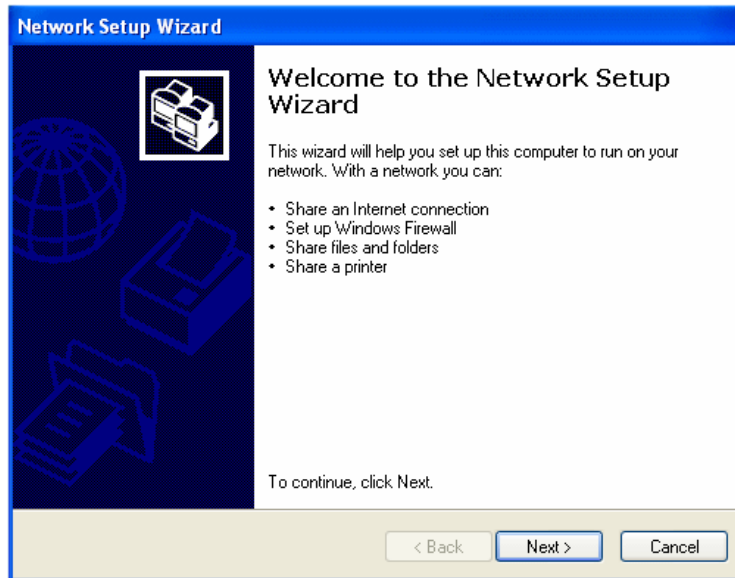 Network Setup Wizard
Welcome to the Network Setup
Wizard
This wizard will help you set up this computer to run on your
network. With a network you can:
• Share an Internet connection
• Set up Windows Firewall
• Share files and folders
• Share a printer
To continue, click Next.
< Back Next > Cancel